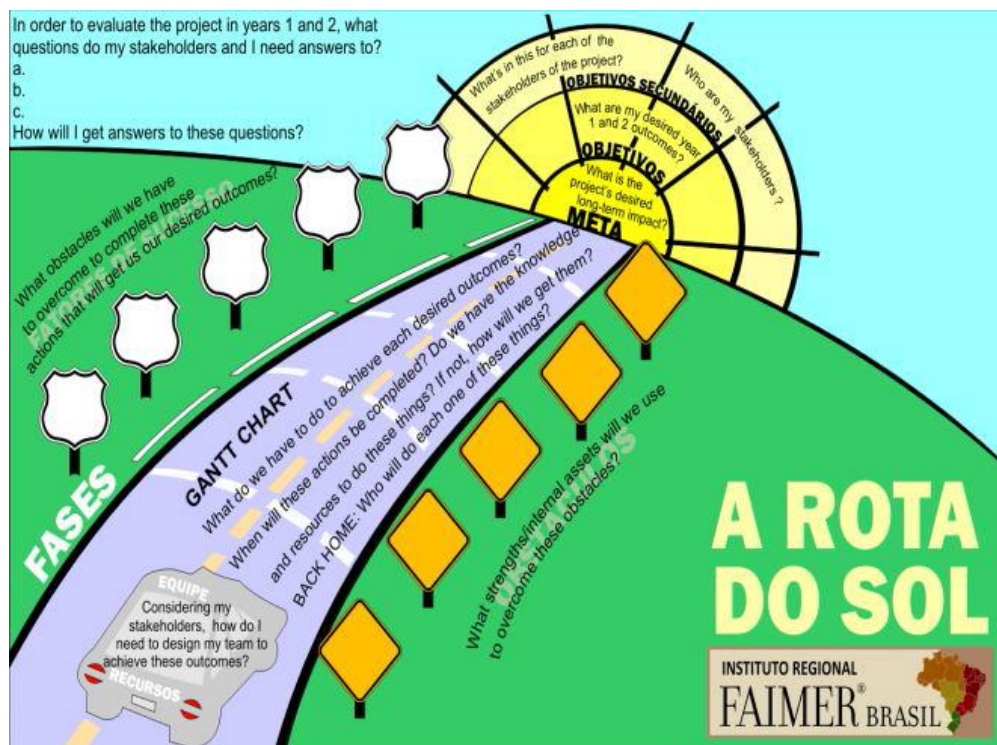 In order to evaluate the project in years 1 and 2, what
questions do my stakeholders and I need answers to?
a.
b.
c.
How will I get answers to these questions?
What's in this for each of the
stakeholders of the project?
Who are my stakeholders ?
OBJETIVOS SECUNDÁRIOS
What are my desired year
1 and 2 outcomes?
OBJETIVOS
What is the
project's desired
long-term impact?
META
What obstacles will we have
to overcome to complete these
actions that will get us our desired outcomes?
FATORES DE SUCESSO
FASES
GANTT CHART
What do we have to do to achieve each desired outcomes?
When will these actions be completed? Do we have the knowledge
and resources to do these things? If not, how will we get them?
BACK HOME: Who will do each one of these things?
What strengths/internal assets will we use
to overcome these obstacles?
OBSTÁCULOS
EQUIPE
Considering my
stakeholders, how do I
need to design my team to
achieve these outcomes?
RECURSOS
A ROTA
DO SOL
INSTITUTO REGIONAL
FAIMER® BRASIL